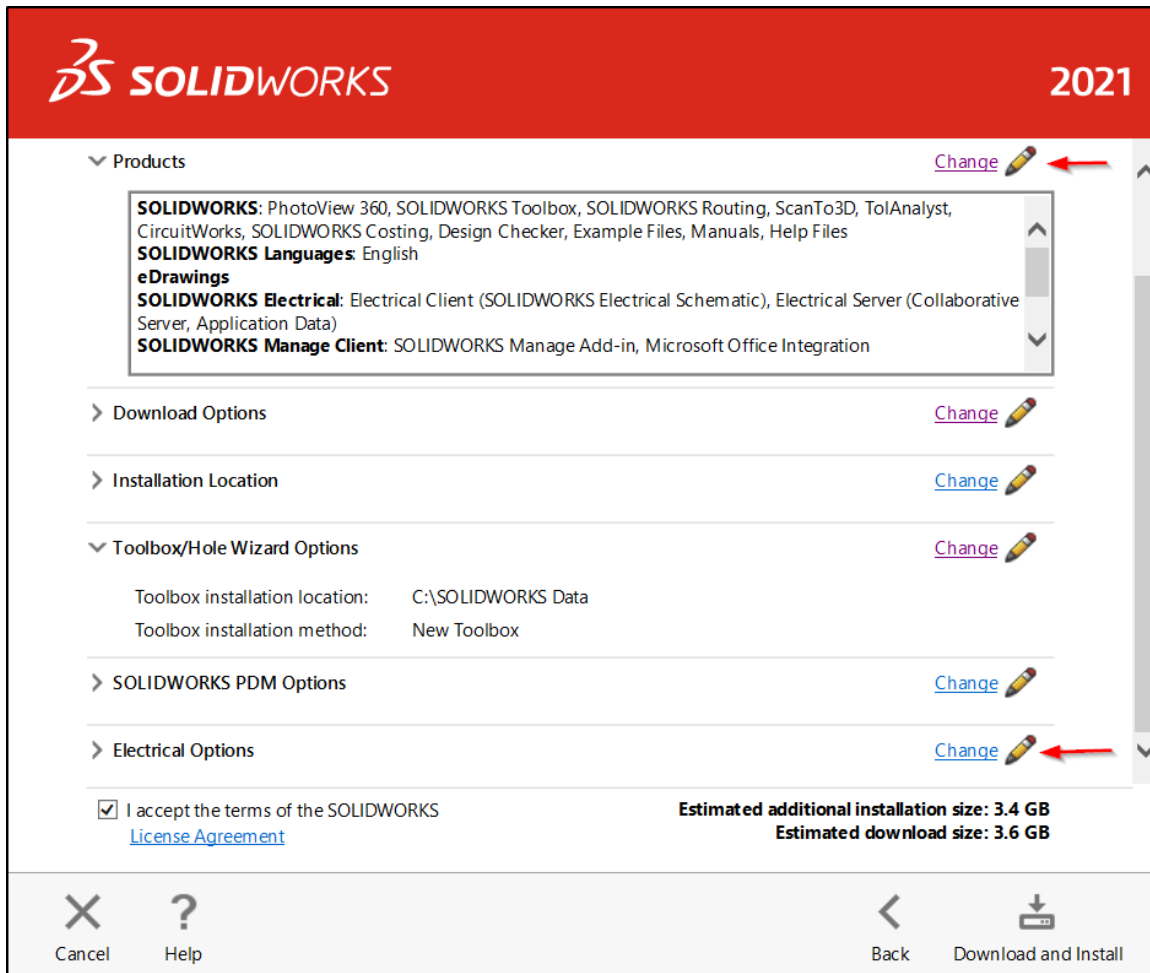 SOLIDWORKS
2021
Products
Change
SOLIDWORKS: PhotoView 360, SOLIDWORKS Toolbox, SOLIDWORKS Routing, ScanTo3D, TolAnalyst,
CircuitWorks, SOLIDWORKS Costing, Design Checker, Example Files, Manuals, Help Files
SOLIDWORKS Languages: English
eDrawings
SOLIDWORKS Electrical: Electrical Client (SOLIDWORKS Electrical Schematic), Electrical Server (Collaborative
Server, Application Data)
SOLIDWORKS Manage Client: SOLIDWORKS Manage Add-in, Microsoft Office Integration
Download Options
Change
Installation Location
Change
Toolbox/Hole Wizard Options
Change
Toolbox installation location: C:\SOLIDWORKS Data
Toolbox installation method: New Toolbox
SOLIDWORKS PDM Options
Change
Electrical Options
Change
I accept the terms of the SOLIDWORKS
License Agreement
Estimated additional installation size: 3.4 GB
Estimated download size: 3.6 GB
Cancel
Help
Back
Download and Install